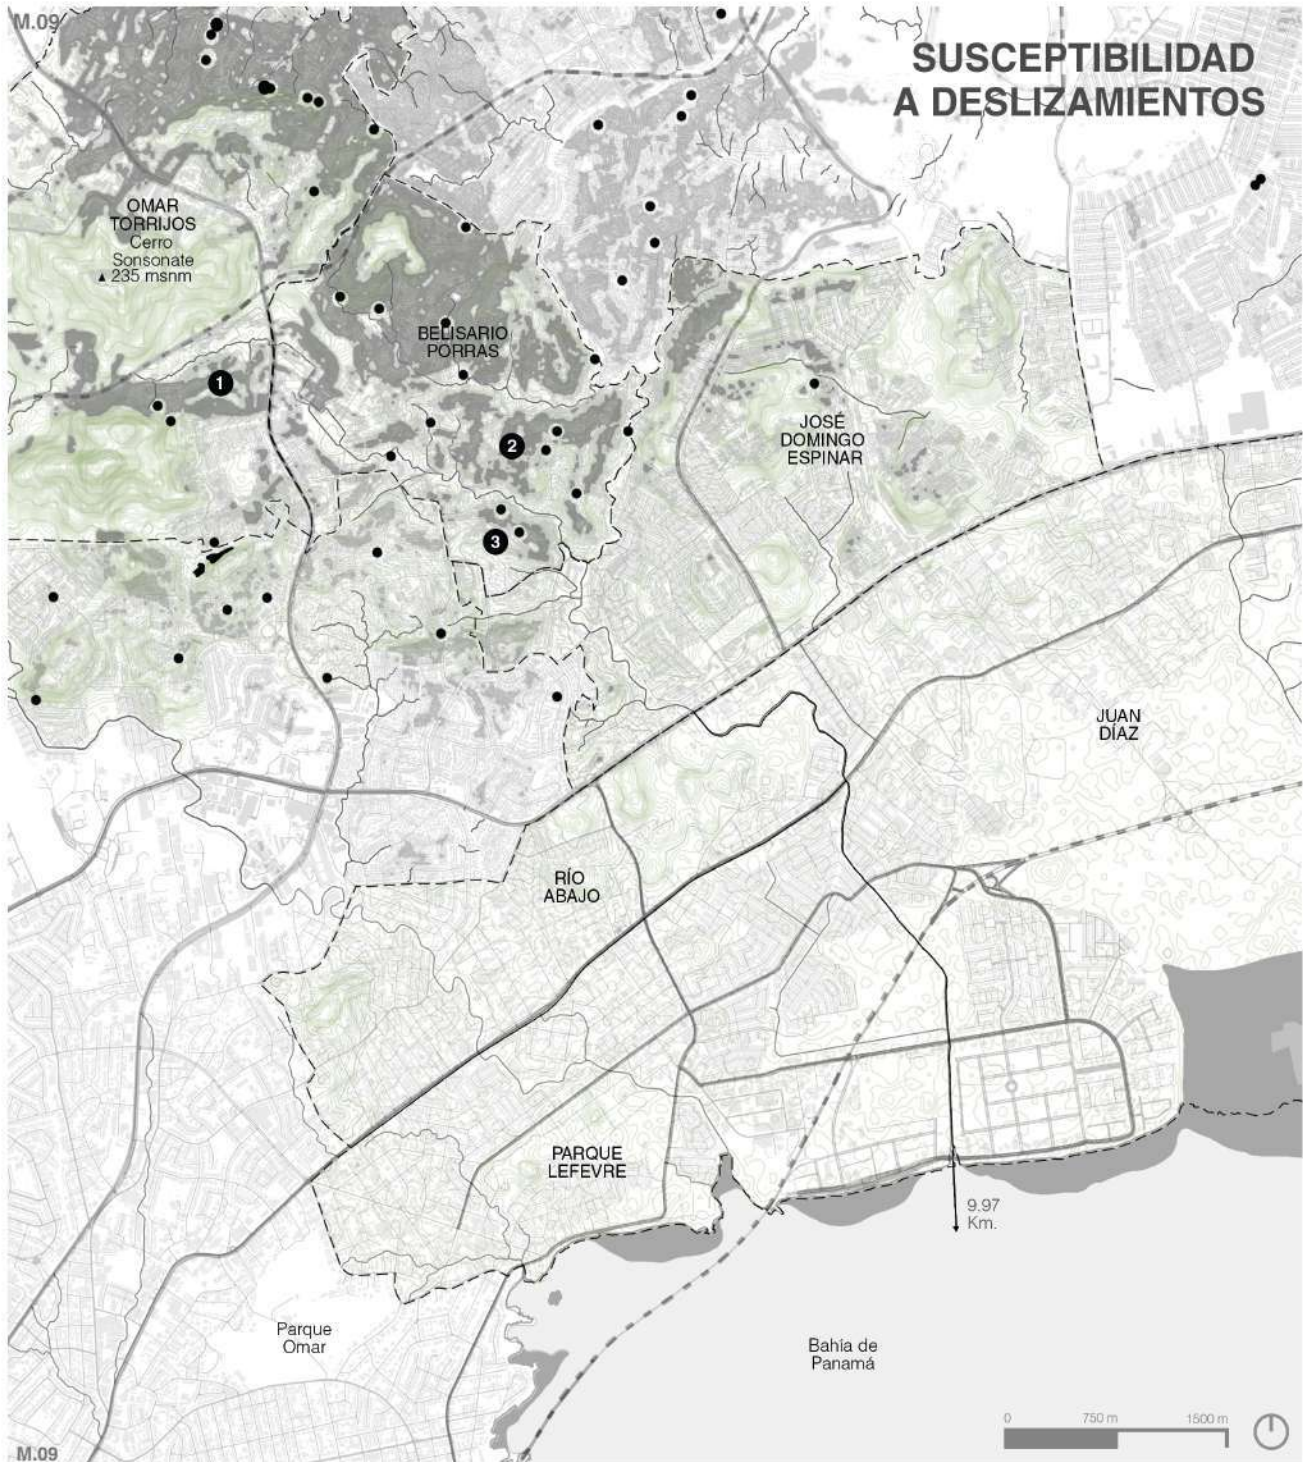 M.09
SUSCEPTIBILIDAD
A DESLIZAMIENTOS
OMAR
TORRIJOS
Cerro
Sonsonate
▲ 235 msnm
BELISARIO
PORRAS
1
2
JOSÉ
DOMINGO
ESPINAR
3
JUAN
DÍAZ
RÍO
ABAJO
PARQUE
LEFEVRE
9.97
Km.
Parque
Omar
Bahía de
Panamá
0 750 m 1500 m
M.09